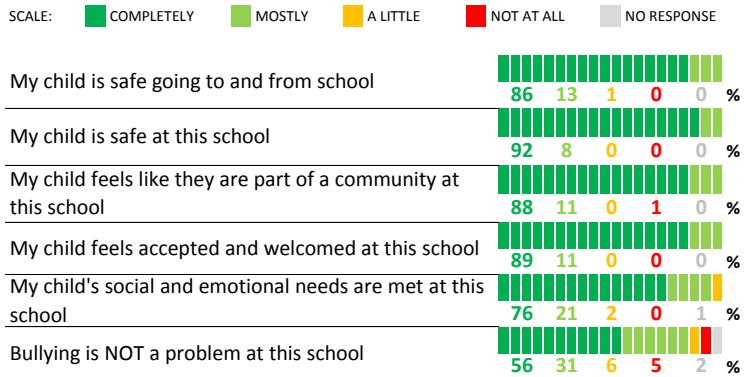 SCALE: COMPLETELY MOSTLY A LITTLE NOT AT ALL NO RESPONSE
My child is safe going to and from school
86 13 1 0 0 %
My child is safe at this school
92 8 0 0 0 %
My child feels like they are part of a community at
this school
88 11 0 1 0 %
My child feels accepted and welcomed at this school
89 11 0 0 0 %
My child's social and emotional needs are met at this
school
76 21 2 0 1 %
Bullying is NOT a problem at this school
56 31 6 5 2 %